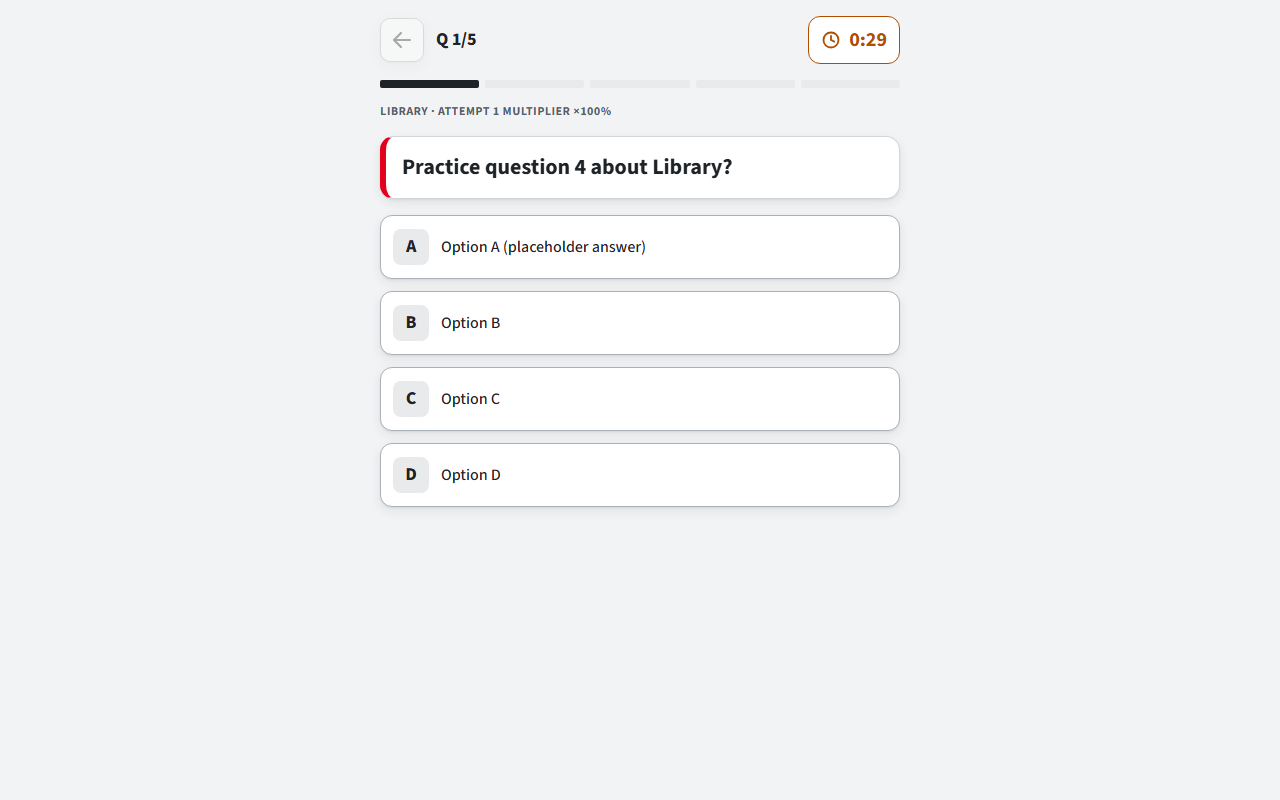 Q 1/5
0:29
LIBRARY · ATTEMPT 1 MULTIPLIER ×100%
Practice question 4 about Library?
A Option A (placeholder answer)
B Option B
C Option C
D Option D